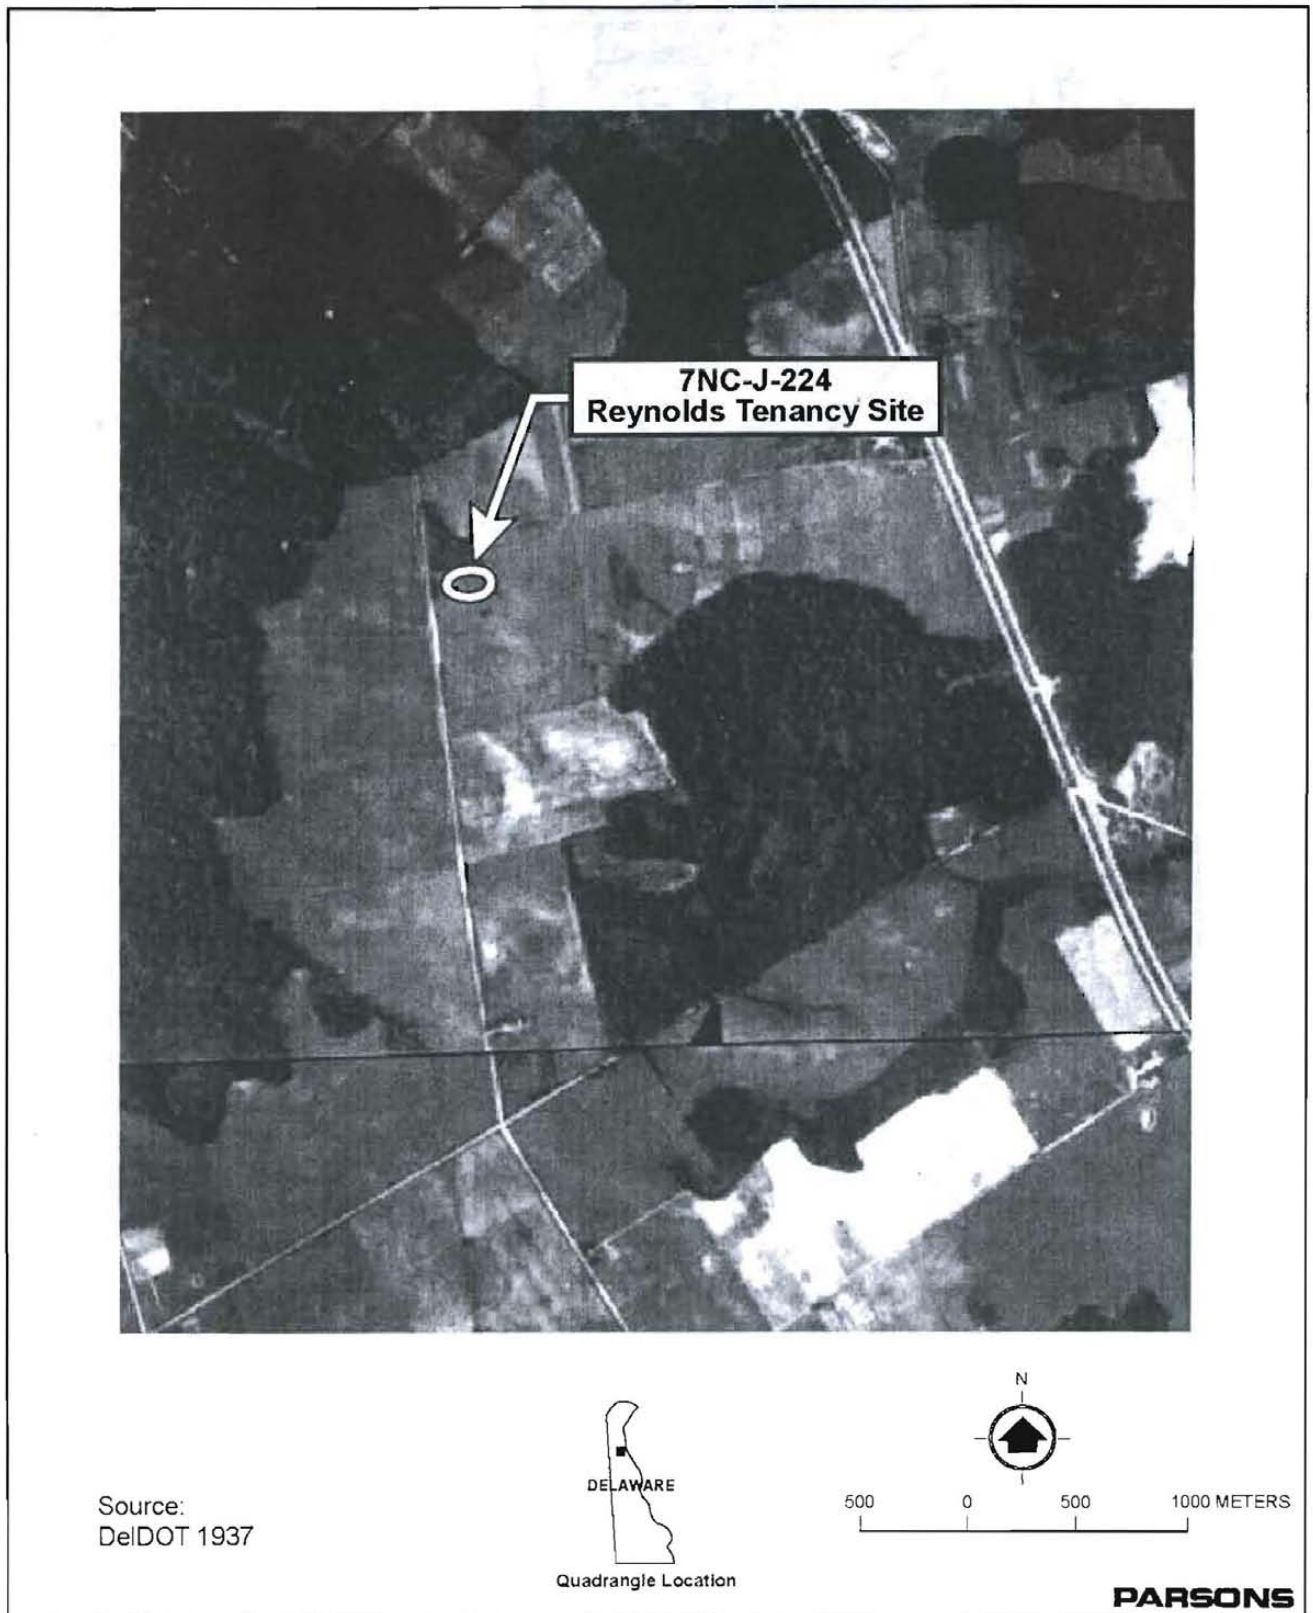 7NC-J-224
Reynolds Tenancy Site
N
DELAWARE
Source:
DelDOT 1937
500 0 500 1000 METERS
Quadrangle Location
PARSONS